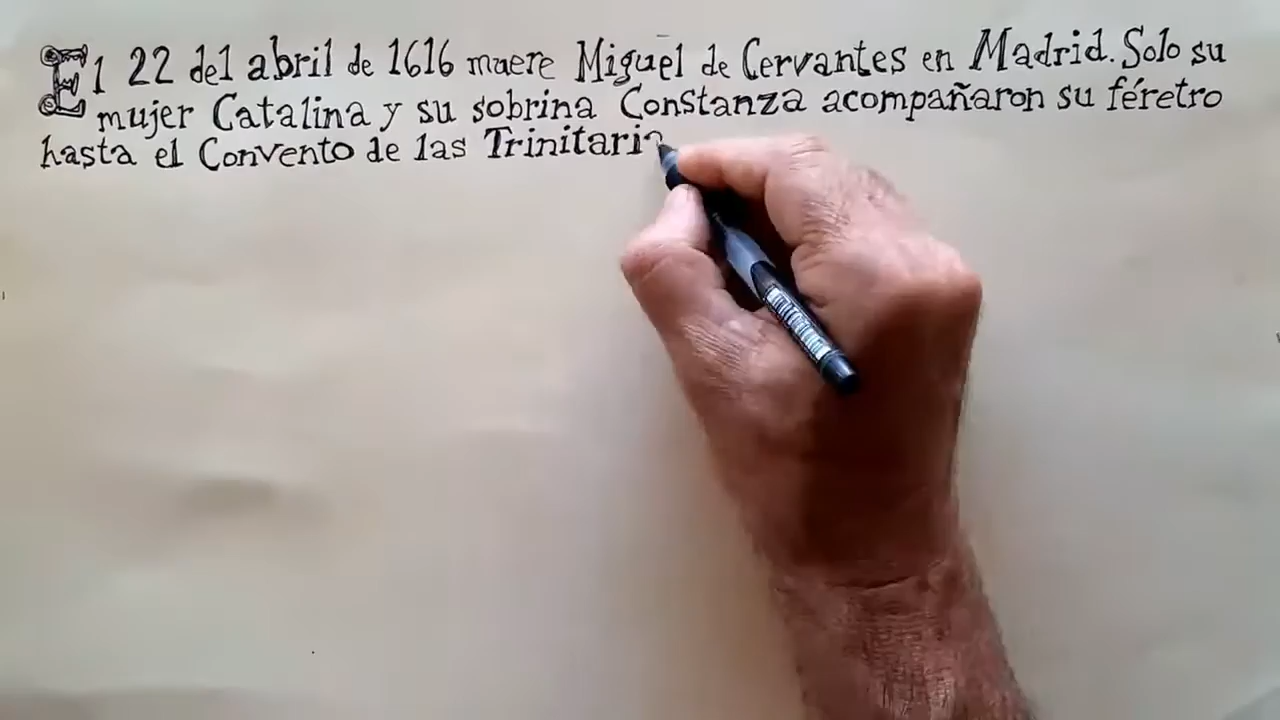 El 22 del abril de 1616 muere Miguel de Cervantes en Madrid. Solo su
mujer Catalina y su sobrina Constanza acompañaron su féretro
hasta el Convento de las Trinitaria